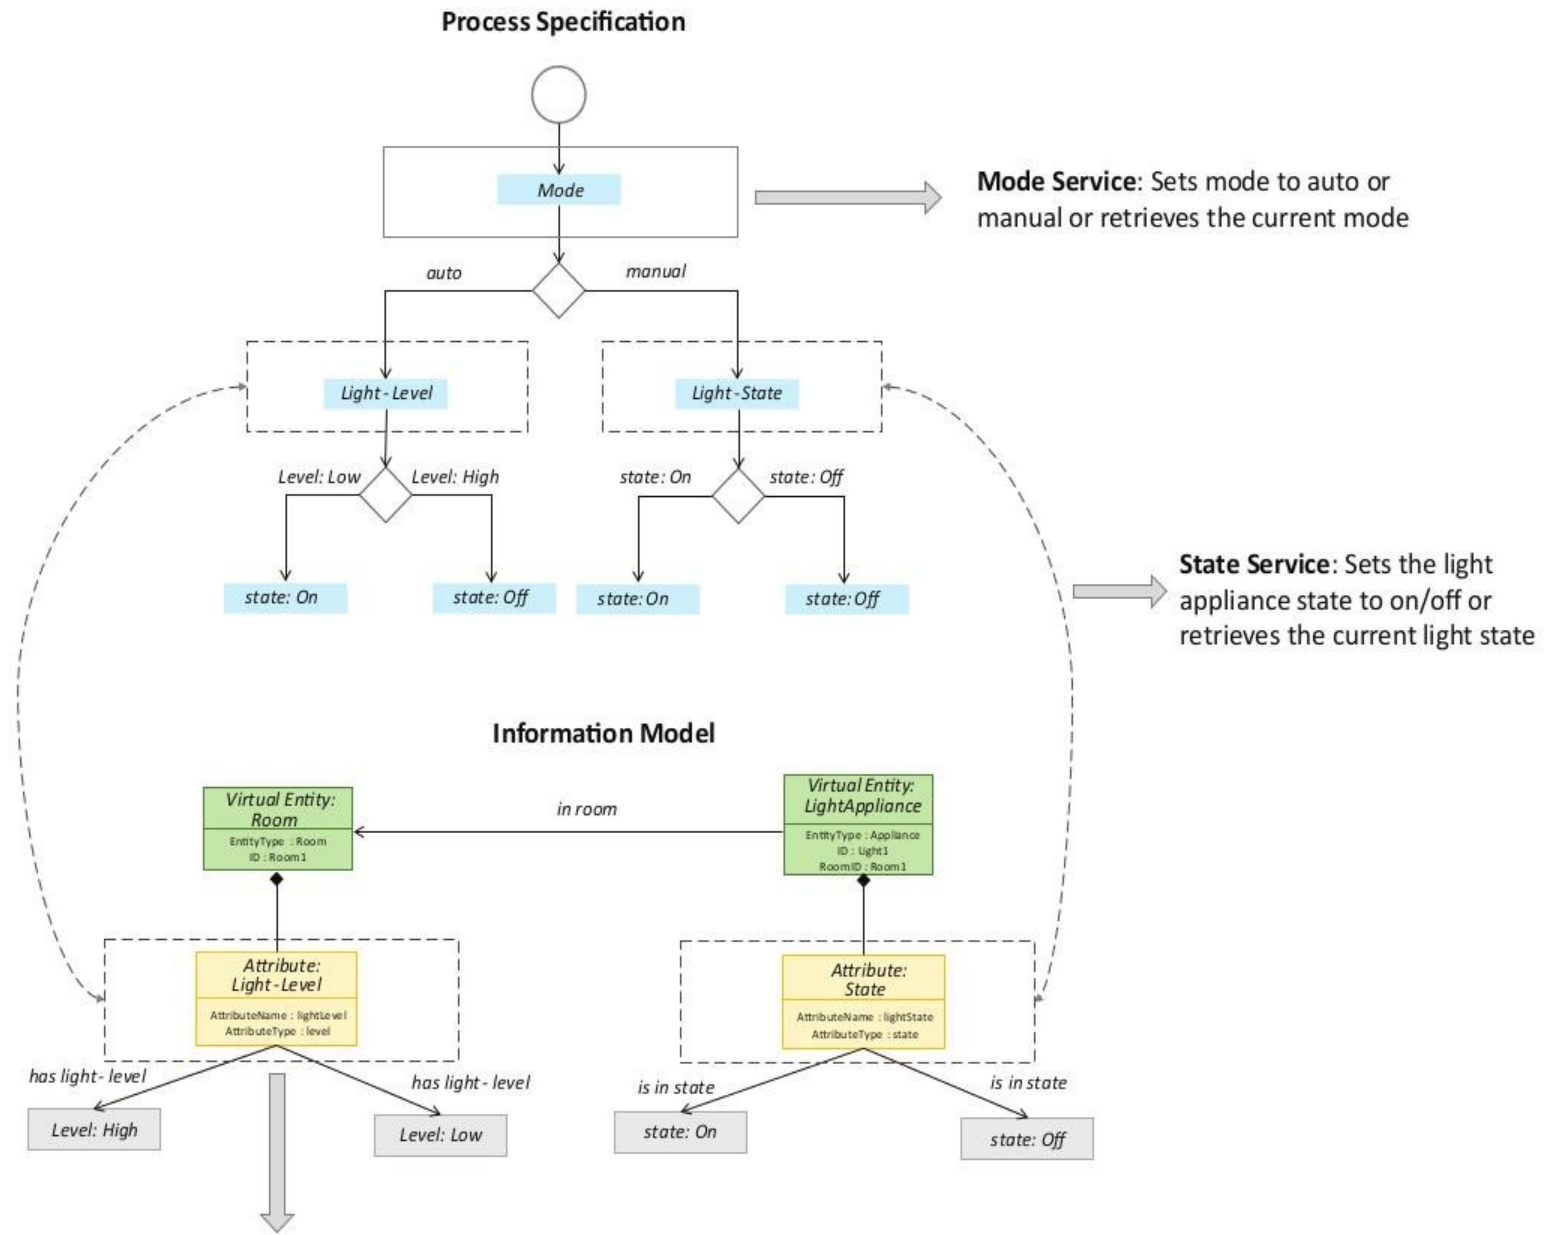 Process Specification
Mode
Mode Service: Sets mode to auto or
manual or retrieves the current mode
auto
manual
Light-Level
Light-State
Level: Low
Level: High
state: On
state: Off
state: On
state: Off
state: On
state: Off
State Service: Sets the light
appliance state to on/off or
retrieves the current light state
Information Model
Virtual Entity:
Room
EntityType : Room
ID : Room1
in room
Virtual Entity:
LightAppliance
EntityType : Appliance
ID : Light1
RoomID : Room1
Attribute:
Light-Level
AttributeName : lightLevel
AttributeType : level
Attribute:
State
AttributeName : lightState
AttributeType : state
has light-level
has light-level
is in state
is in state
Level: High
Level: Low
state: On
state: Off